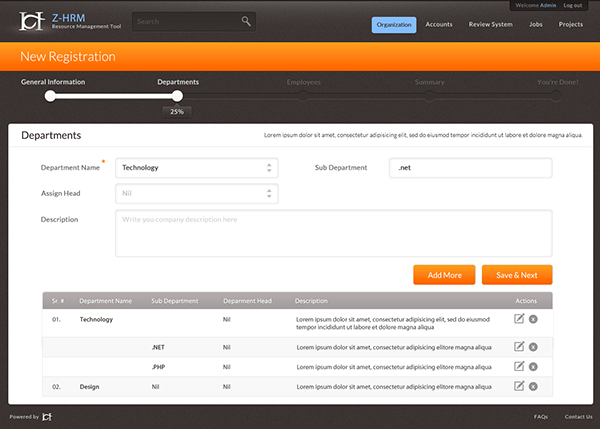 Welcome Admin Log out
Z-HRM
Resource Management Tool
Search
Organization Accounts Review System Jobs Projects
New Registration
General Information Departments Employees Summary You're Done!
25%
Departments Lorem ipsum dolor sit amet, consectetur adipisicing elit, sed do eiusmod tempor incididunt ut labore et dolore magna aliqua.
Department Name * Technology Sub Department .net
Assign Head Nil
Description Write you company description here
Add More Save & Next
Sr. # Department Name Sub Department Deparment Head Description Actions
01. Technology Nil Lorem ipsum dolor sit amet, consectetur adipisicing elit, sed do eiusmod
tempor incididunt ut labore et dolore magna aliqua
.NET Nil Lorem ipsum dolor sit amet, consectetur adipisicing elitore magna aliqua
.PHP Nil Lorem ipsum dolor sit amet, consectetur adipisicing elitore magna aliqua
02. Design Nil Nil Lorem ipsum dolor sit amet, consectetur adipisicing elitore magna aliqua
Powered by FAQs Contact Us